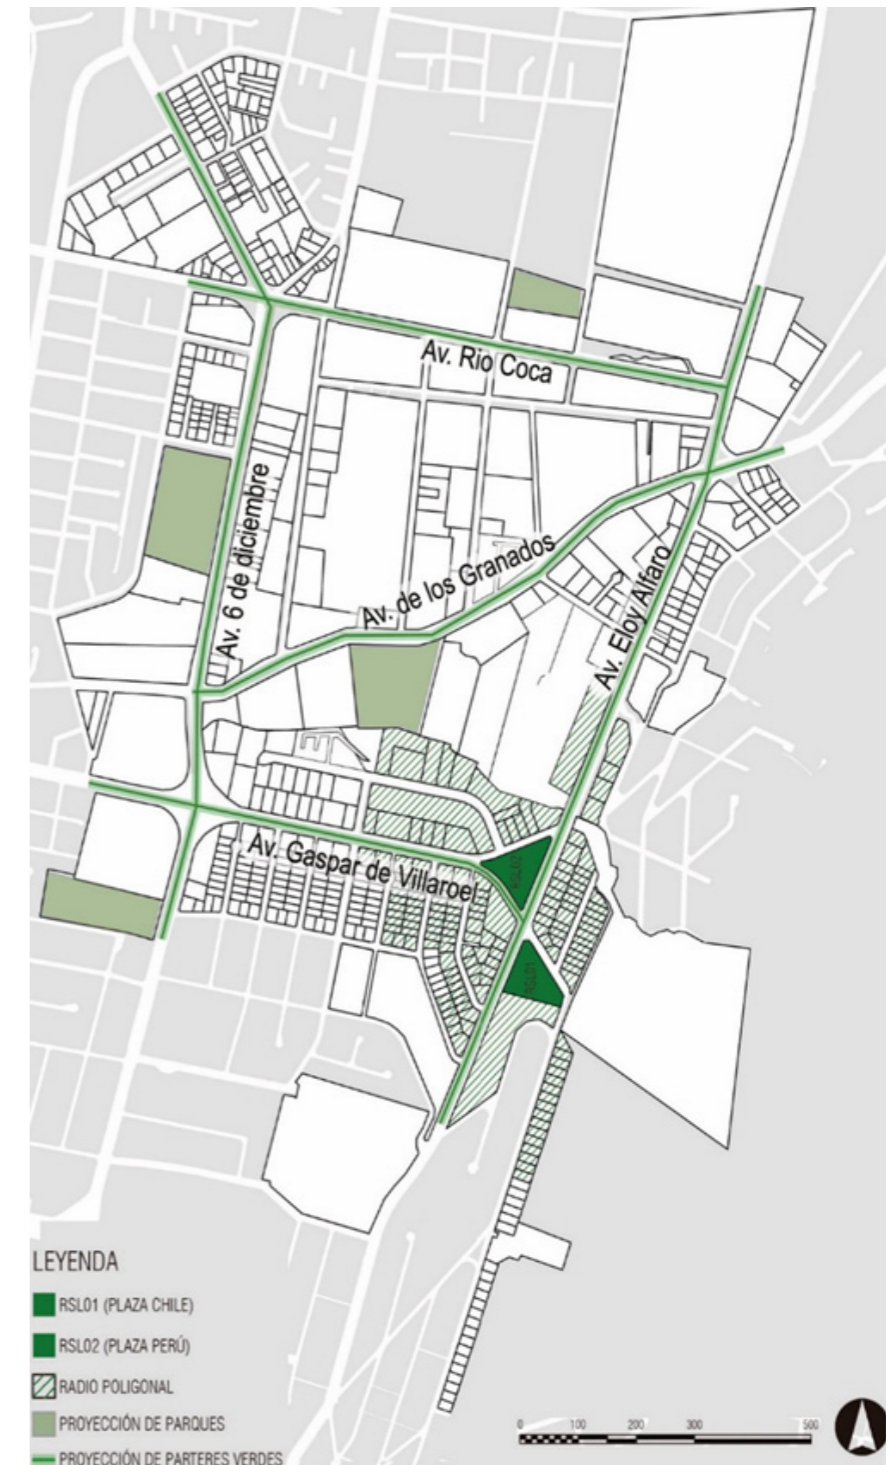 Av. Rio Coca
Av. 6 de diciembre
Av. de los Granados
Av. Eloy Alfaro
Av. Gaspar de Villaroel
RSL02
RSL01
LEYENDA
RSL01 (PLAZA CHILE)
RSL02 (PLAZA PERÚ)
RADIO POLIGONAL
PROYECCIÓN DE PARQUES
PROYECCIÓN DE PARTERES VERDES
0 100 200 300 500